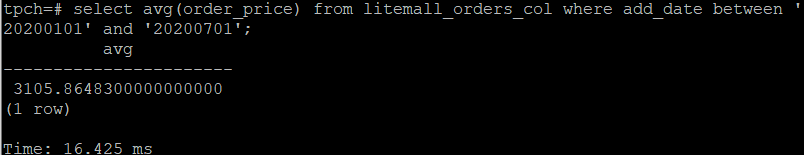 tpch=# select avg(order_price) from litemall_orders_col where add_date between '
20200101' and '20200701';
avg
-----------------------
3105.8648300000000000
(1 row)
Time: 16.425 ms